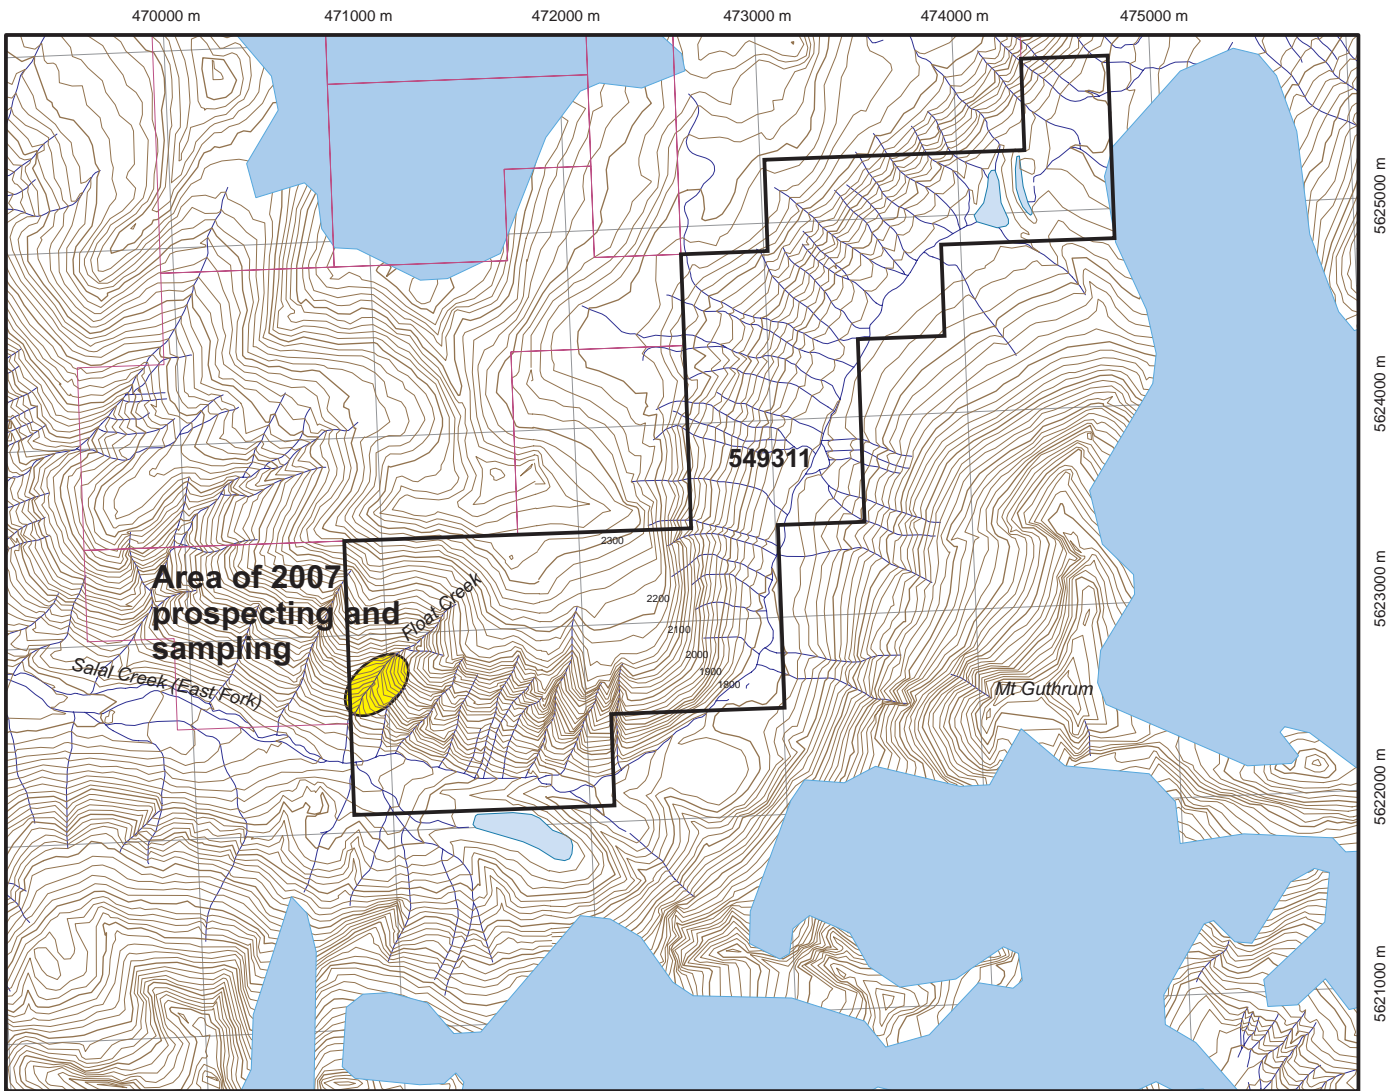 470000 m
471000 m
472000 m
473000 m
474000 m
475000 m
5625000 m
5624000 m
549311
2300
Area of 2007
prospecting and
sampling
Float Creek
2200
2100
2000
1900
1800
5623000 m
Salal Creek (East Fork)
Mt Guthrum
5622000 m
5621000 m